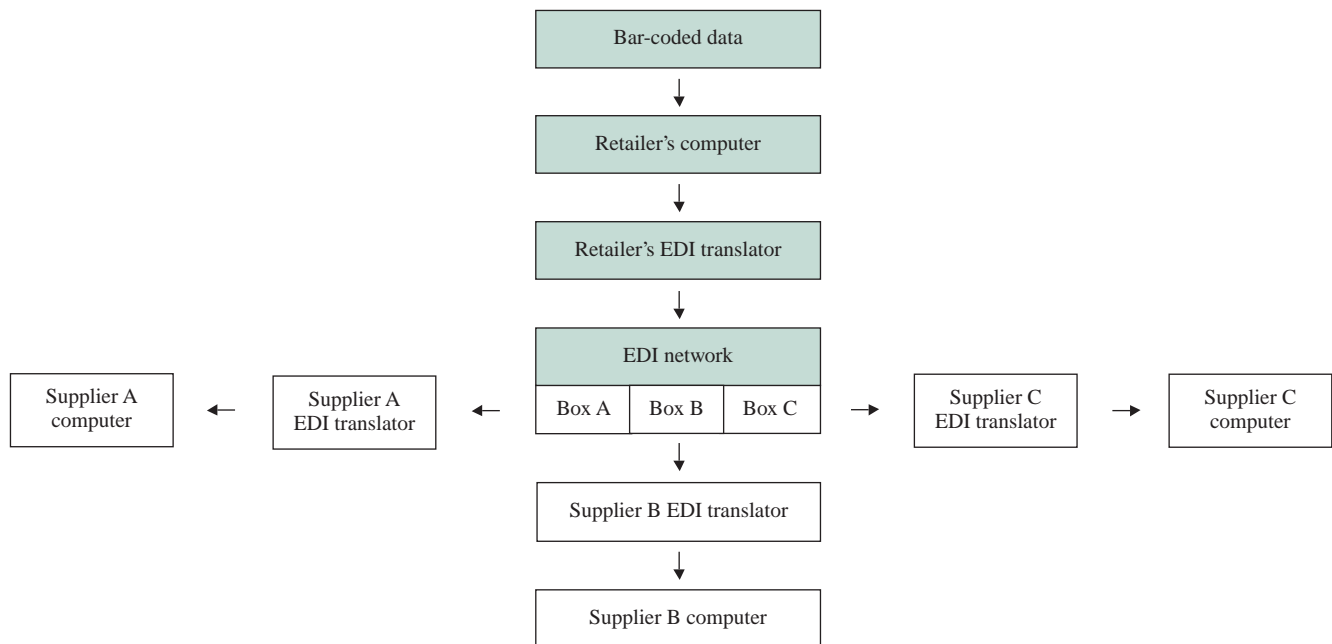 Bar-coded data
Retailer's computer
Retailer's EDI translator
EDI network
Box A
Box B
Box C
Supplier A
computer
Supplier A
EDI translator
Supplier C
EDI translator
Supplier C
computer
Supplier B EDI translator
Supplier B computer